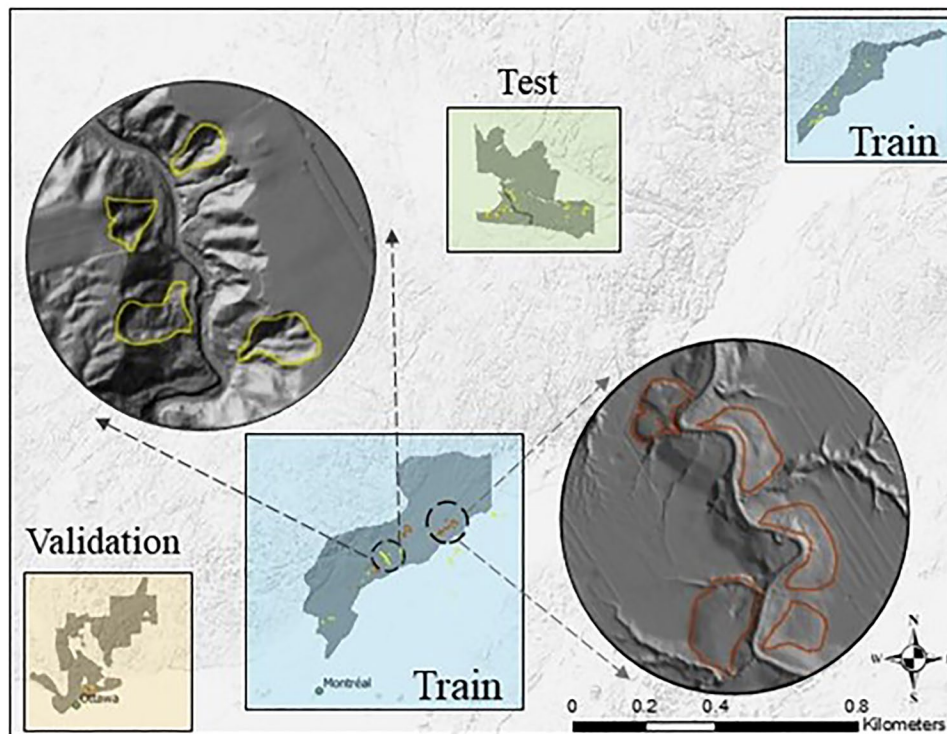 Test
Train
Validation
Ottawa
Montréal
Train
N
W
S
0 0.2 0.4 0.8
Kilometers